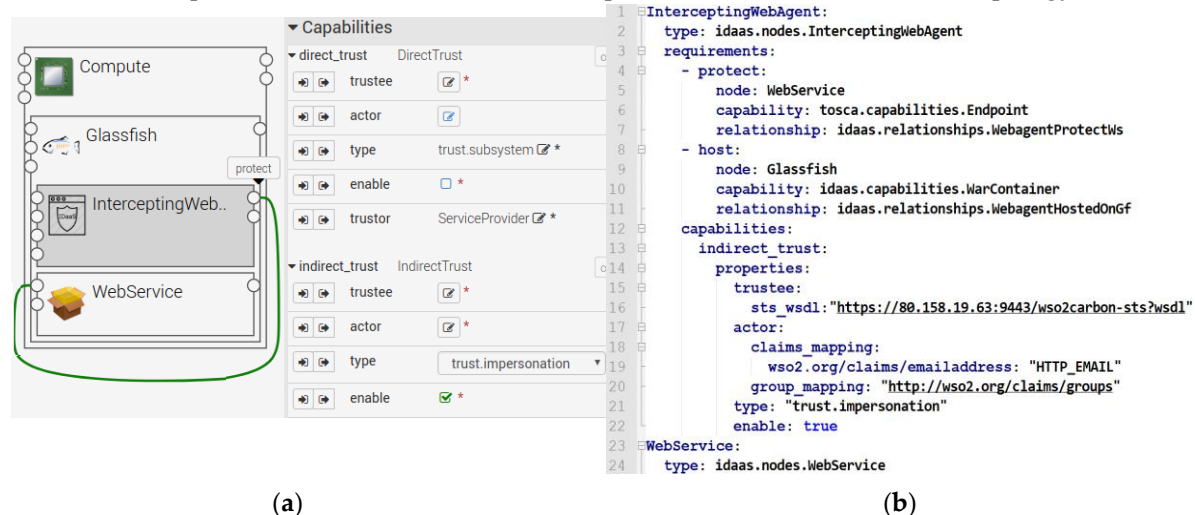 Compute
Glassfish
protect
IDaaS
InterceptingWeb..
WebService
Capabilities
direct_trust DirectTrust
trustee *
actor
type trust.subsystem *
enable *
trustor ServiceProvider *
indirect_trust IndirectTrust
trustee *
actor *
type trust.impersonation
enable *
(a)
1 InterceptingWebAgent:
2 type: idaas.nodes.InterceptingWebAgent
3 requirements:
4 - protect:
5 node: WebService
6 capability: tosca.capabilities.Endpoint
7 relationship: idaas.relationships.WebagentProtectWs
8 - host:
9 node: Glassfish
10 capability: idaas.capabilities.WarContainer
11 relationship: idaas.relationships.WebagentHostedOnGf
12 capabilities:
13 indirect_trust:
14 properties:
15 trustee:
16 sts_wsdl:"https://80.158.19.63:9443/wso2carbon-sts?wsdl"
17 actor:
18 claims_mapping:
19 wso2.org/claims/emailaddress: "HTTP_EMAIL"
20 group_mapping: "http://wso2.org/claims/groups"
21 type: "trust.impersonation"
22 enable: true
23 WebService:
24 type: idaas.nodes.WebService
(b)